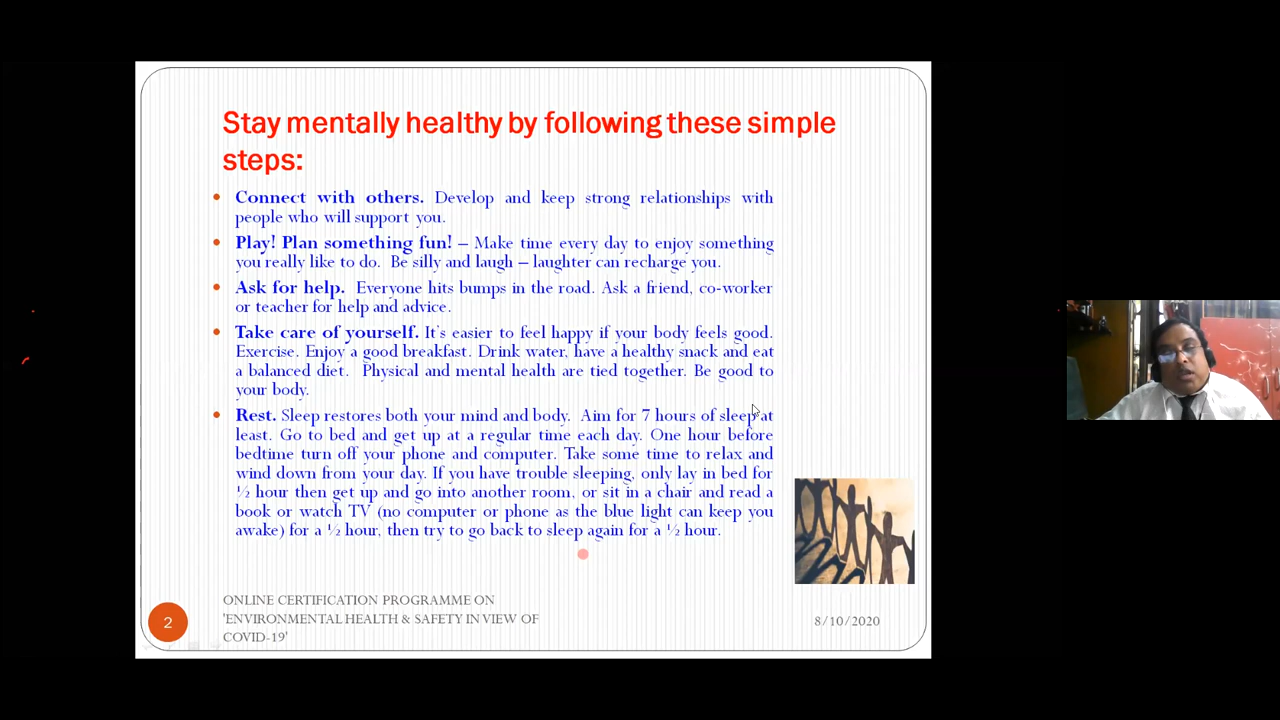 Stay mentally healthy by following these simple
steps:
Connect with others. Develop and keep strong relationships with
people who will support you.
Play! Plan something fun! – Make time every day to enjoy something
you really like to do. Be silly and laugh – laughter can recharge you.
Ask for help. Everyone hits bumps in the road. Ask a friend, co-worker
or teacher for help and advice.
Take care of yourself. It's easier to feel happy if your body feels good.
Exercise. Enjoy a good breakfast. Drink water, have a healthy snack and eat
a balanced diet. Physical and mental health are tied together. Be good to
your body.
Rest. Sleep restores both your mind and body. Aim for 7 hours of sleep at
least. Go to bed and get up at a regular time each day. One hour before
bedtime turn off your phone and computer. Take some time to relax and
wind down from your day. If you have trouble sleeping, only lay in bed for
½ hour then get up and go into another room, or sit in a chair and read a
book or watch TV (no computer or phone as the blue light can keep you
awake) for a ½ hour, then try to go back to sleep again for a ½ hour.
2
ONLINE CERTIFICATION PROGRAMME ON
'ENVIRONMENTAL HEALTH & SAFETY IN VIEW OF
COVID-19'
8/10/2020